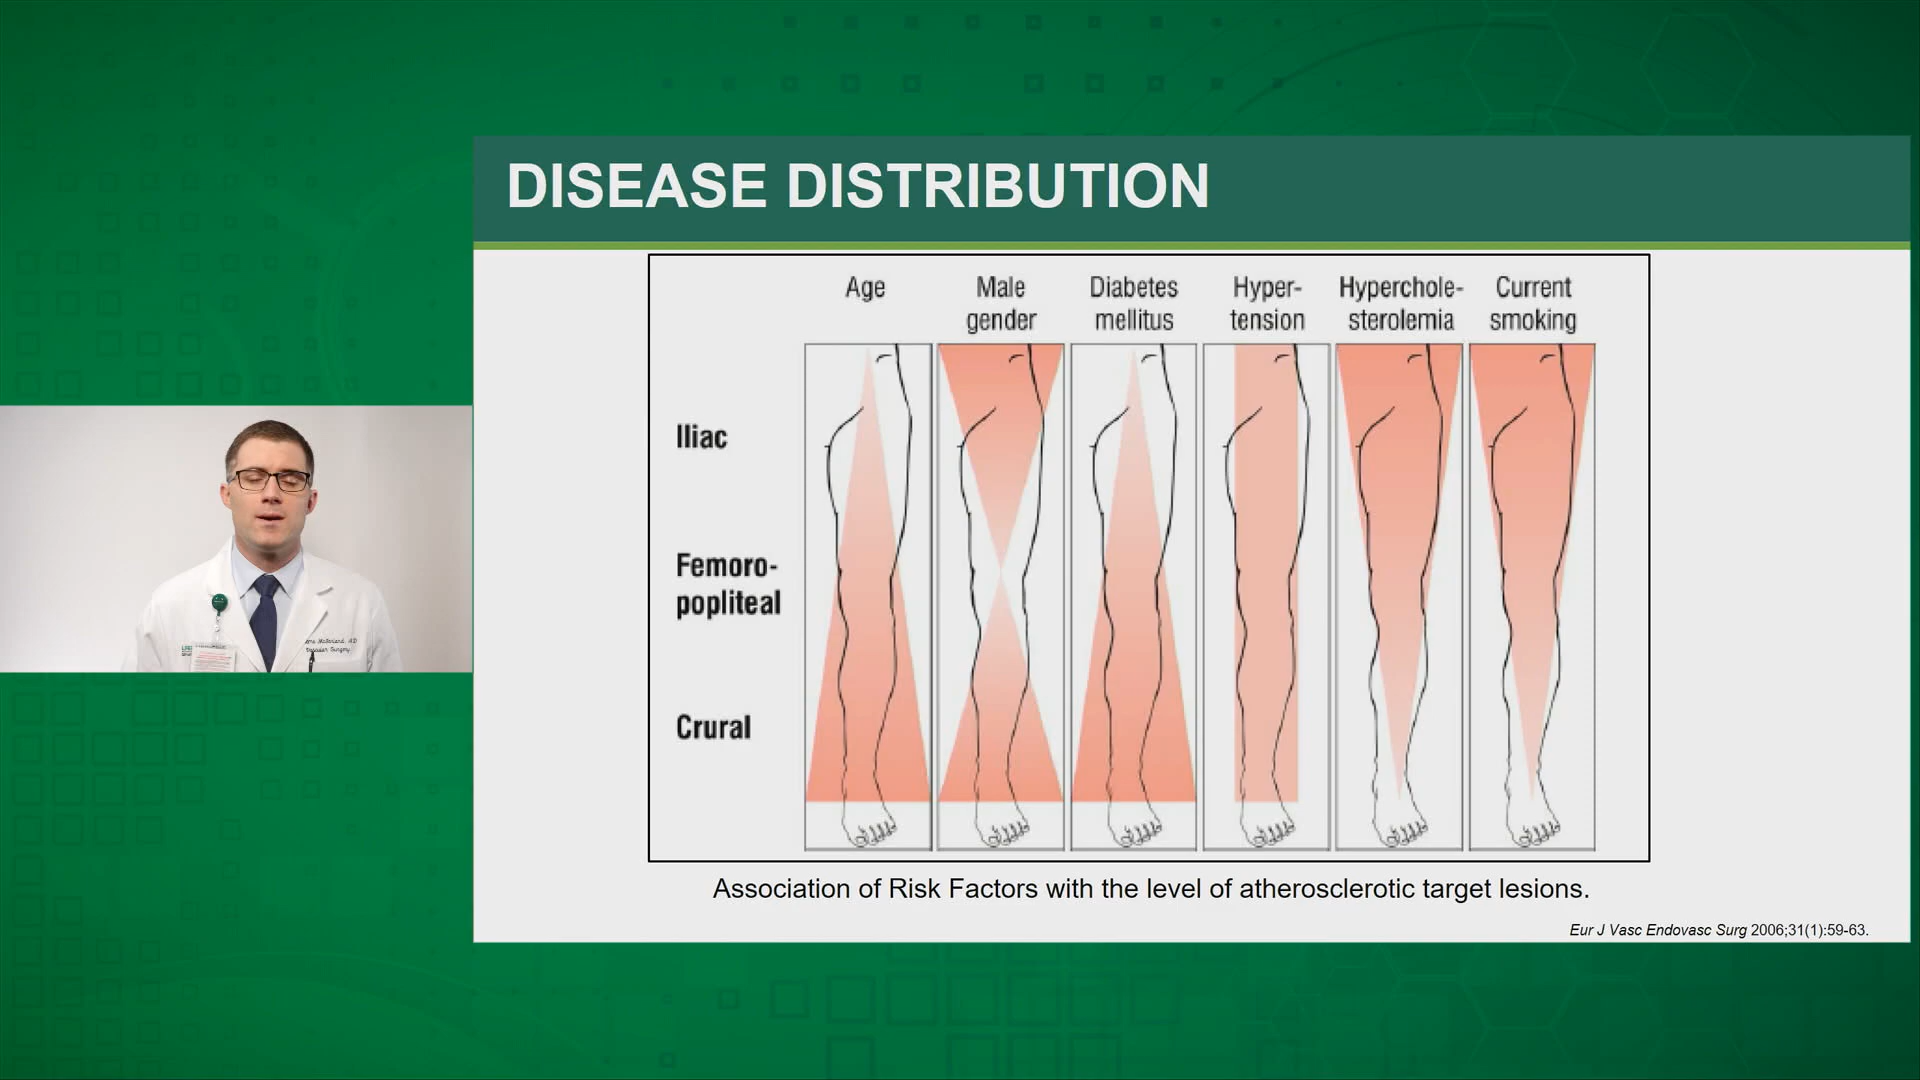 DISEASE DISTRIBUTION
Age
Male gender
Diabetes mellitus
Hyper-tension
Hyperchole-sterolemia
Current smoking
Iliac
Femoro-
popliteal
Crural
Association of Risk Factors with the level of atherosclerotic target lesions.
Eur J Vasc Endovasc Surg 2006;31(1):59-63.